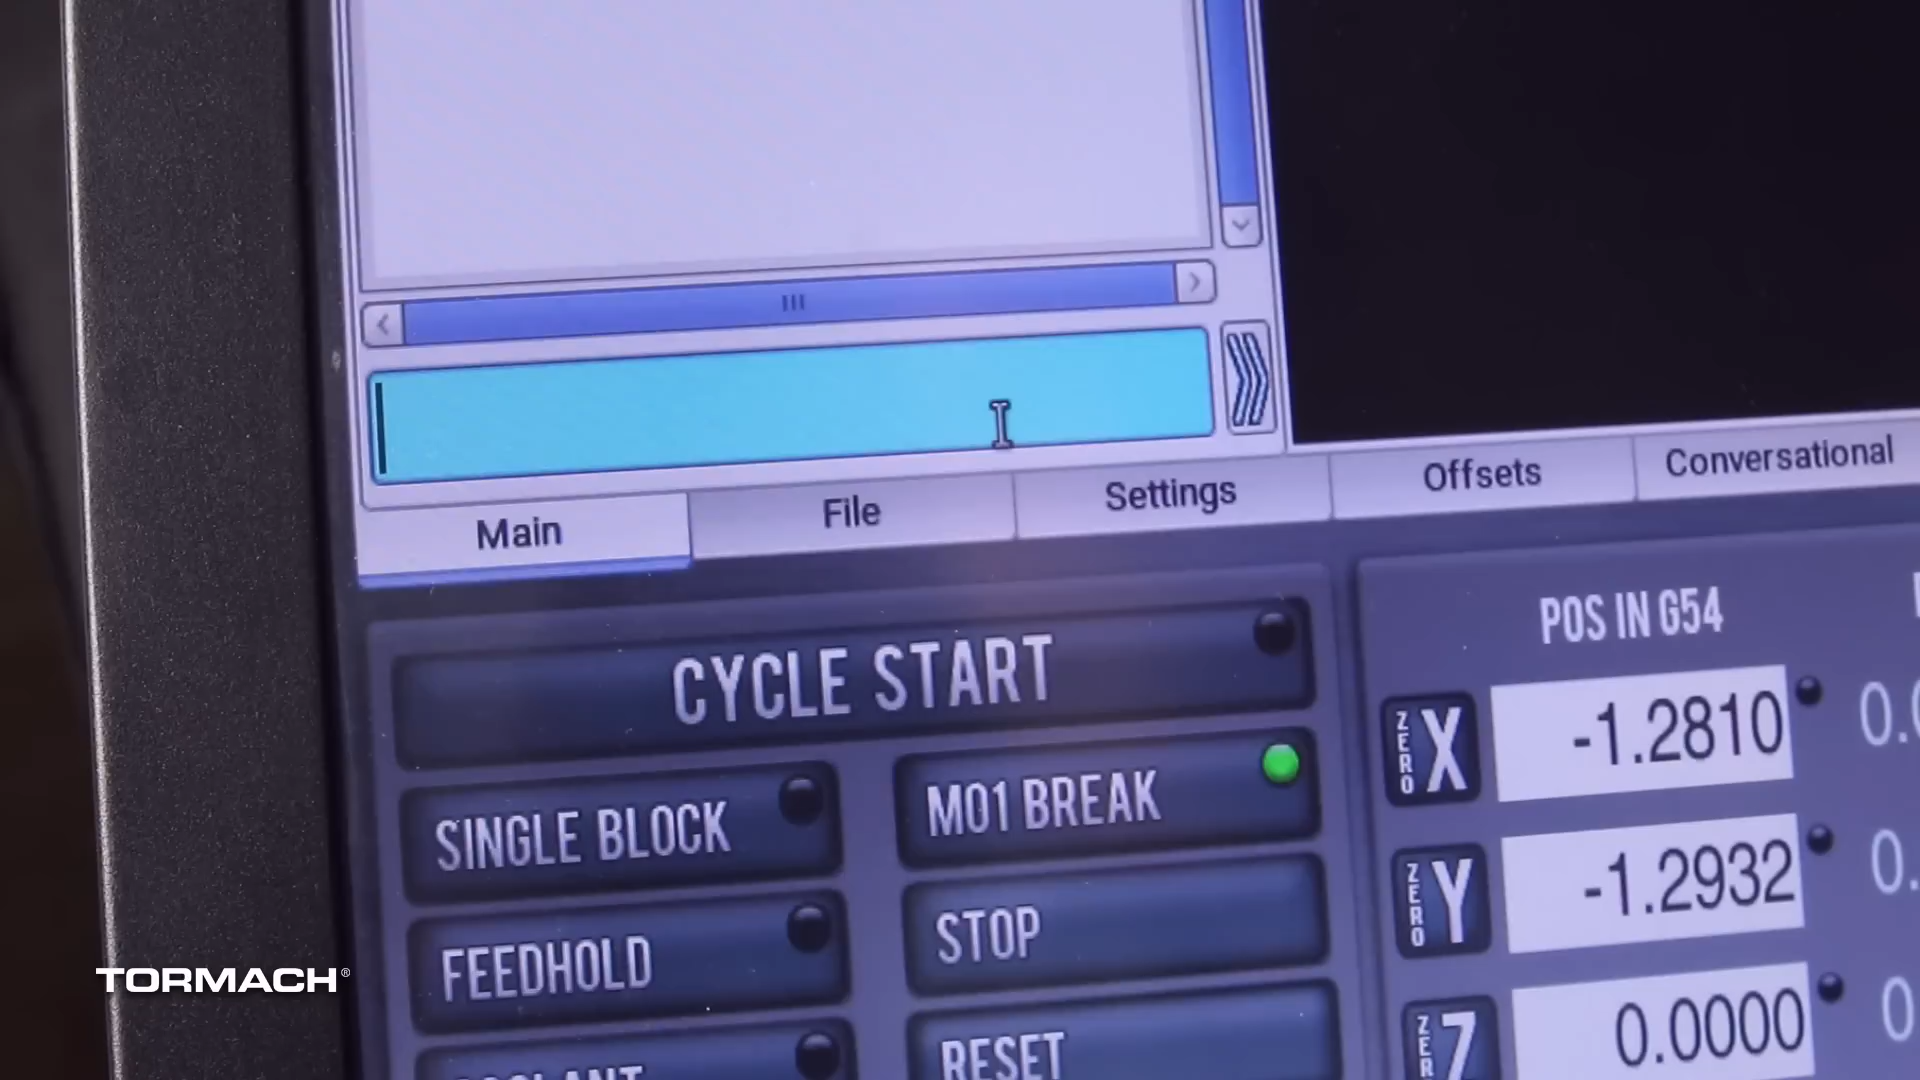 Main
File
Settings
Offsets
Conversational
CYCLE START
SINGLE BLOCK
M01 BREAK
FEEDHOLD
STOP
RESET
POS IN G54
ZERO X
-1.2810
ZERO Y
-1.2932
ZERO Z
0.0000
TORMACH®